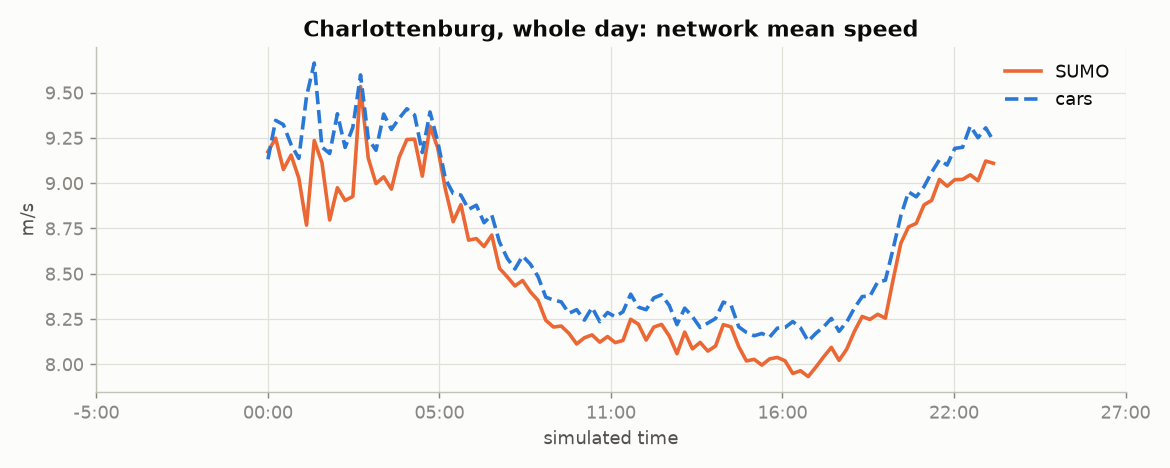 Charlottenburg, whole day: network mean speed
SUMO
cars
9.50
9.25
9.00
8.75
8.50
8.25
8.00
m/s
-5:00
00:00
05:00
11:00
16:00
22:00
27:00
simulated time